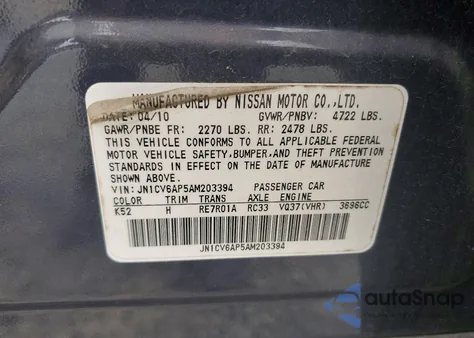 MANUFACTURED BY NISSAN MOTOR CO., LTD.
DATE: 04/10 GVWR/PNBV: 4722 LBS.
GAWR/PNBE FR: 2270 LBS. RR: 2478 LBS.
THIS VEHICLE CONFORMS TO ALL APPLICABLE FEDERAL
MOTOR VEHICLE SAFETY, BUMPER, AND THEFT PREVENTION
STANDARDS IN EFFECT ON THE DATE OF MANUFACTURE
SHOWN ABOVE.
VIN: JN1CV6AP5AM203394 PASSENGER CAR
COLOR TRIM TRANS AXLE ENGINE
K52 H RE7R01A RC33 VQ37(VHR) 3696CC
JN1CV6AP5AM203394
autoSnap